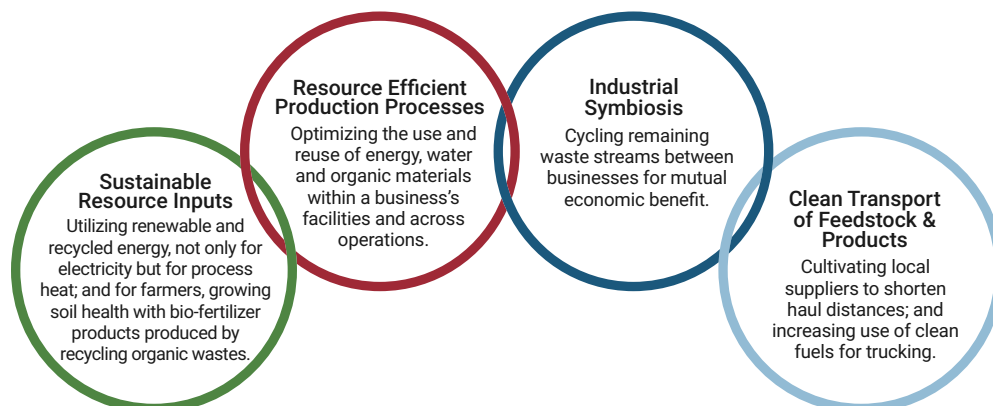 Sustainable
Resource Inputs
Utilizing renewable and
recycled energy, not only for
electricity but for process
heat; and for farmers, growing
soil health with bio-fertilizer
products produced by
recycling organic wastes.
Resource Efficient
Production Processes
Optimizing the use and
reuse of energy, water
and organic materials
within a business’s
facilities and across
operations.
Industrial
Symbiosis
Cycling remaining
waste streams between
businesses for mutual
economic benefit.
Clean Transport
of Feedstock &
Products
Cultivating local
suppliers to shorten
haul distances; and
increasing use of clean
fuels for trucking.